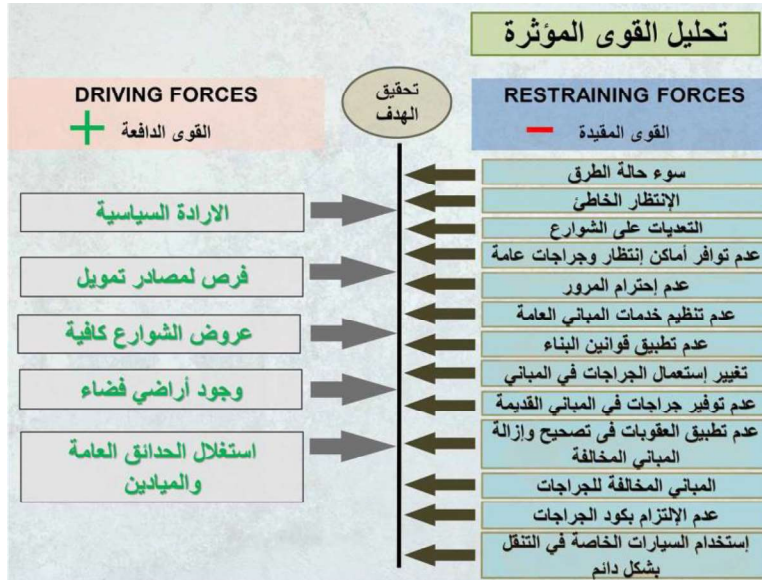 تحليل القوى المؤثرة
RESTRAINING FORCES
القوى المقيدة
تحقيق
الهدف
DRIVING FORCES
القوى الدافعة
سوء حالة الطرق
الإنتظار الخاطئ
التعديات على الشوارع
عدم توافر أماكن إنتظار وجراجات عامة
عدم إحترام المرور
عدم تنظيم خدمات المباني العامة
عدم تطبيق قوانين البناء
تغيير إستعمال الجراجات في المباني
عدم توفير جراجات في المباني القديمة
عدم تطبيق العقوبات فى تصحيح وإزالة
المباني المخالفة
المباني المخالفة للجراجات
عدم الإلتزام بكود الجراجات
إستخدام السيارات الخاصة في التنقل
بشكل دائم
الارادة السياسية
فرص لمصادر تمويل
عروض الشوارع كافية
وجود أراضي فضاء
استغلال الحدائق العامة
والميادين